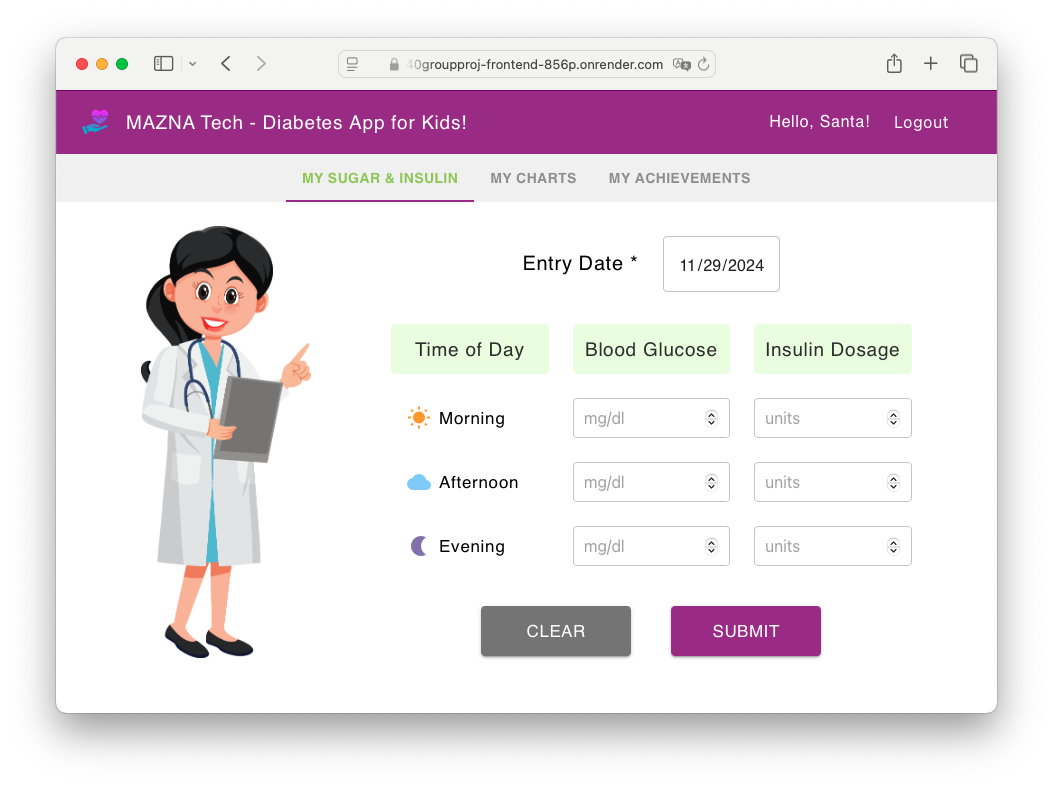 40groupproj-frontend-856p.onrender.com
MAZNA Tech - Diabetes App for Kids!
Hello, Santa!
Logout
MY SUGAR & INSULIN
MY CHARTS
MY ACHIEVEMENTS
Entry Date *
11/29/2024
Time of Day
Blood Glucose
Insulin Dosage
Morning
mg/dl
units
Afternoon
mg/dl
units
Evening
mg/dl
units
CLEAR
SUBMIT